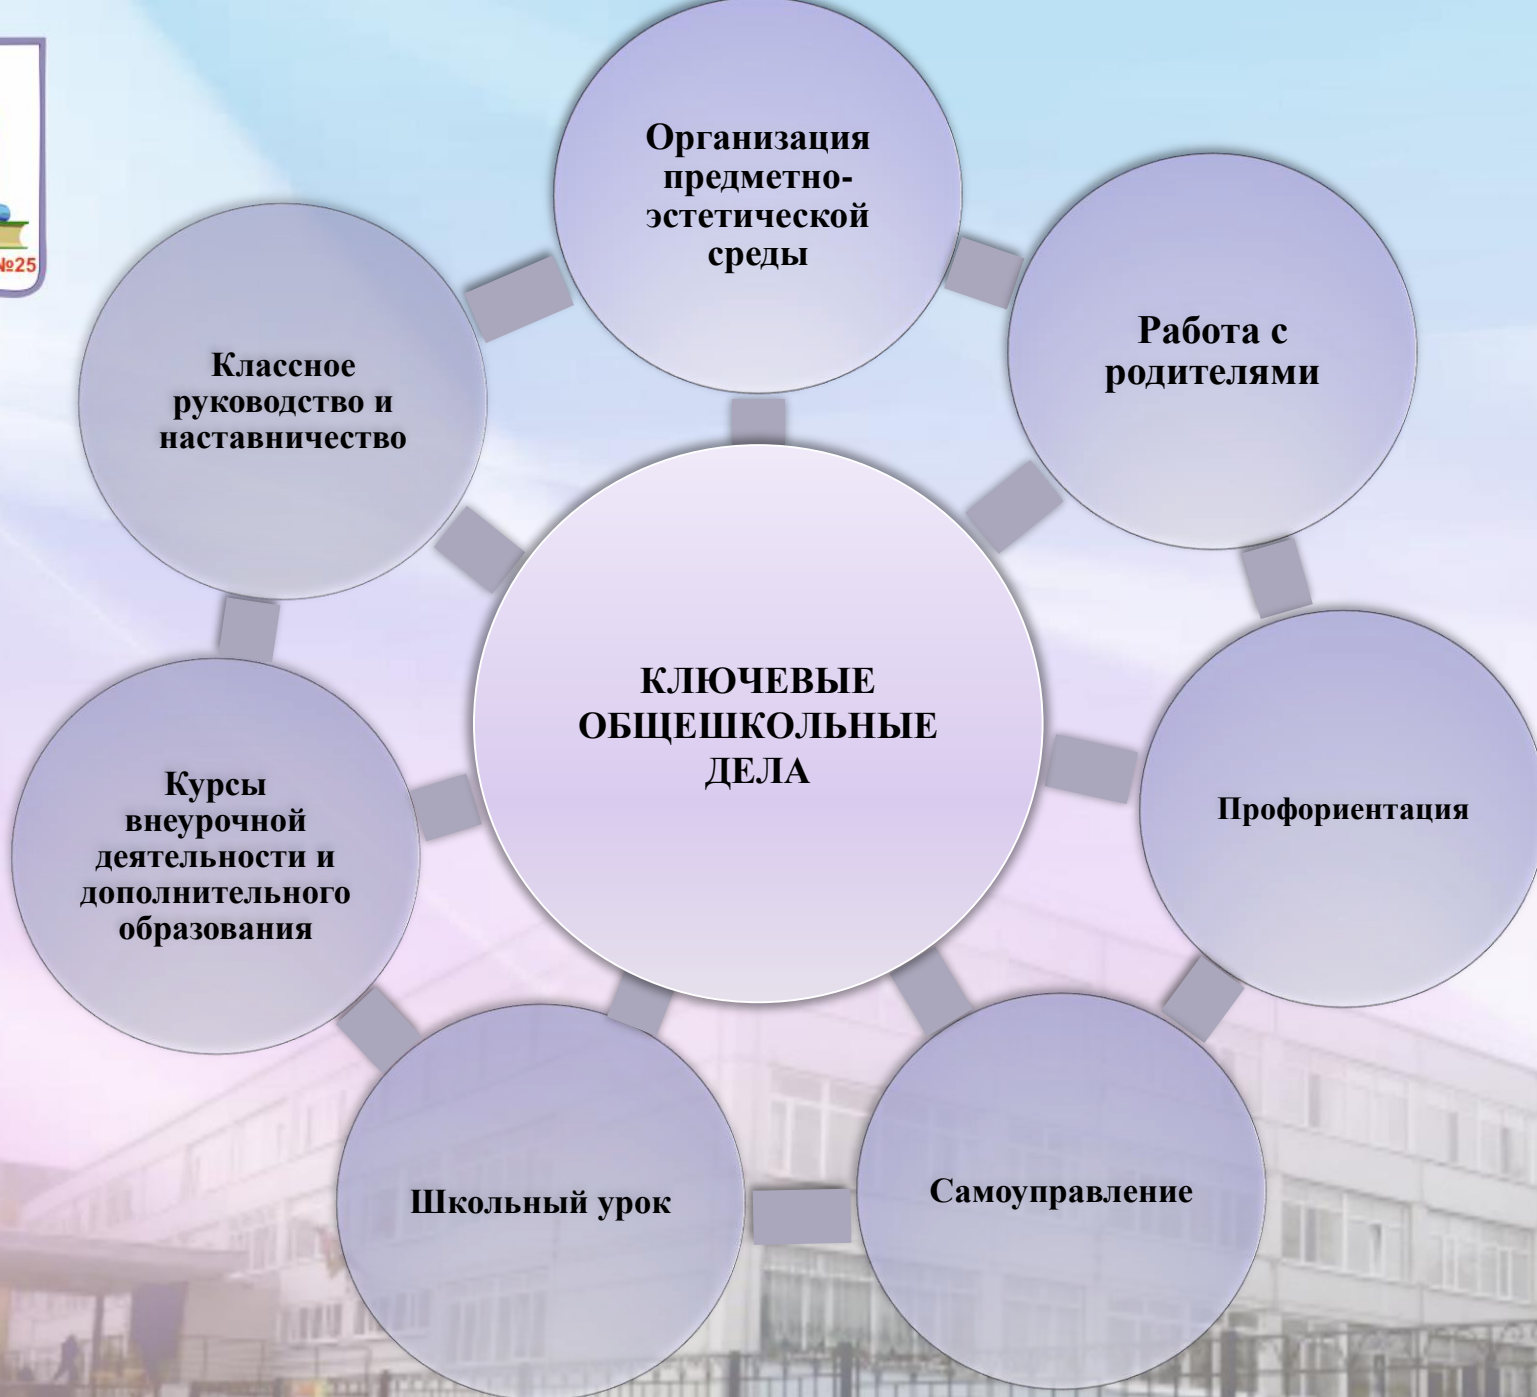 №25
Организация
предметно-
эстетической
среды
Работа с
родителями
Классное
руководство и
наставничество
КЛЮЧЕВЫЕ
ОБЩЕШКОЛЬНЫЕ
ДЕЛА
Профориентация
Курсы
внеурочной
деятельности и
дополнительного
образования
Школьный урок
Самоуправление